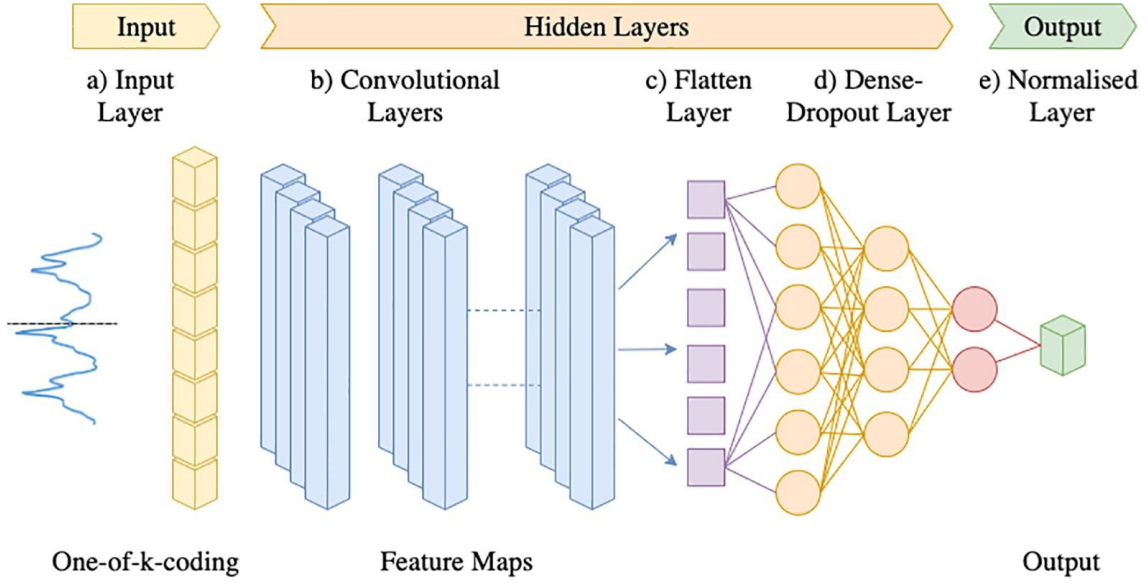 Input
Hidden Layers
Output
a) Input
Layer
b) Convolutional
Layers
c) Flatten
Layer
d) Dense-
Dropout Layer
e) Normalised
Layer
One-of-k-coding
Feature Maps
Output